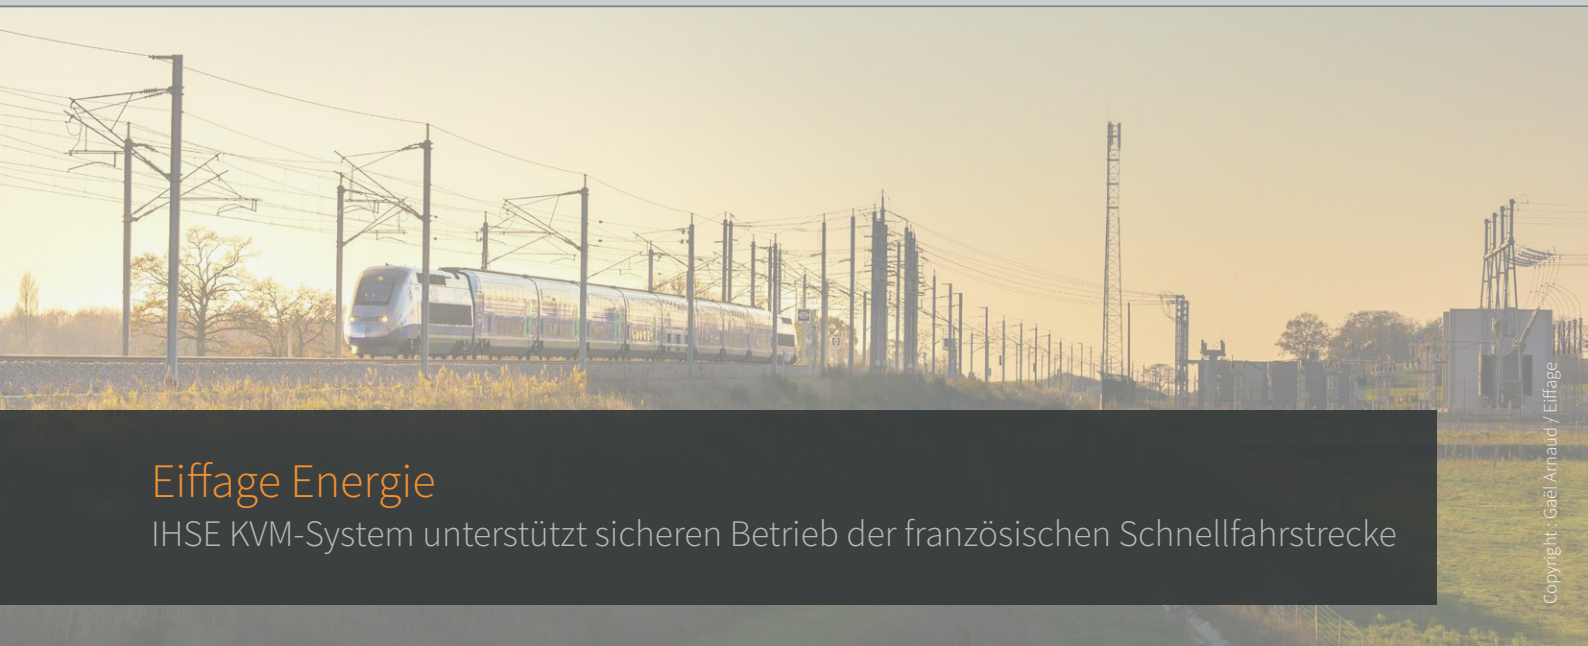 Eiffage Energie
IHSE KVM-System unterstützt sicheren Betrieb der französischen Schnellfahrstrecke
Copyright : Gaël Arnaud / Eiffage